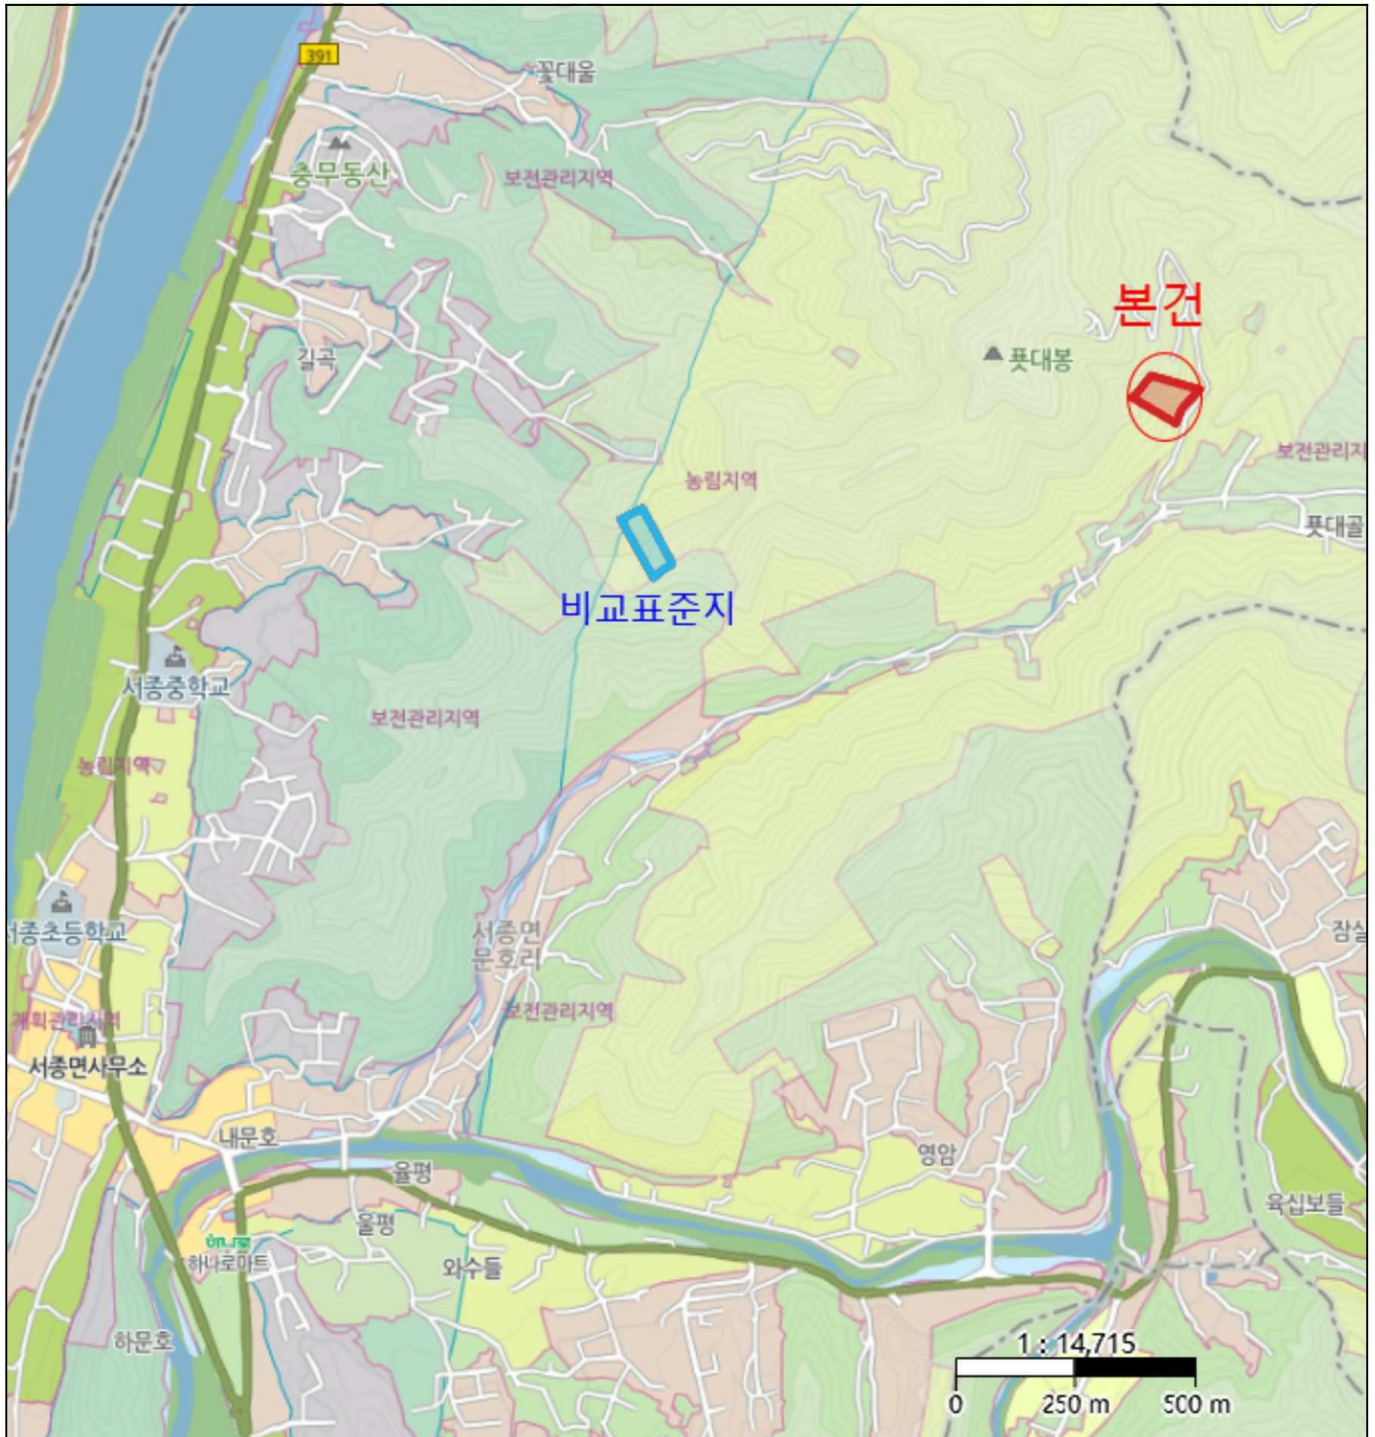 391
꽃대울
충무동산
보전관리지역
본건
길곡
푯대봉
보전관리지
농림지역
푯대골
비교표준지
서종중학교
보전관리지역
농림지역
서종초등학교
서종면
문호리
잠실
보전관리지역
계획관리지역
서종면사무소
내문호
영암
율평
육십보들
울평
하나로마트
와수들
하문호
1 : 14,715
0 250 m 500 m